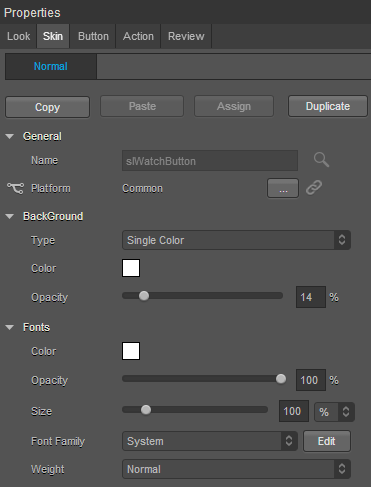 Properties
Look Skin Button Action Review
Normal
Copy Paste Assign Duplicate
General
Name slWatchButton
Platform Common ...
BackGround
Type Single Color
Color
Opacity 14 %
Fonts
Color
Opacity 100 %
Size 100 %
Font Family System Edit
Weight Normal